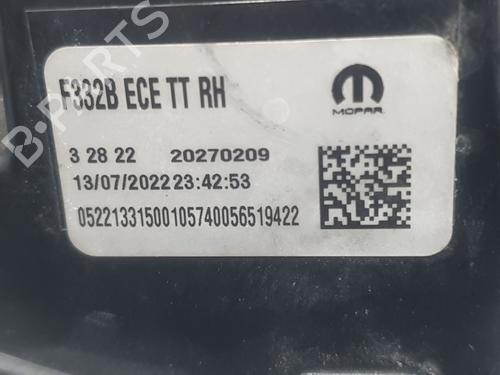 F332B ECE TT RH
MOPAR
3 28 22 20270209
13/07/2022 23:42:53
05221331500105740056519422
B-PARTS